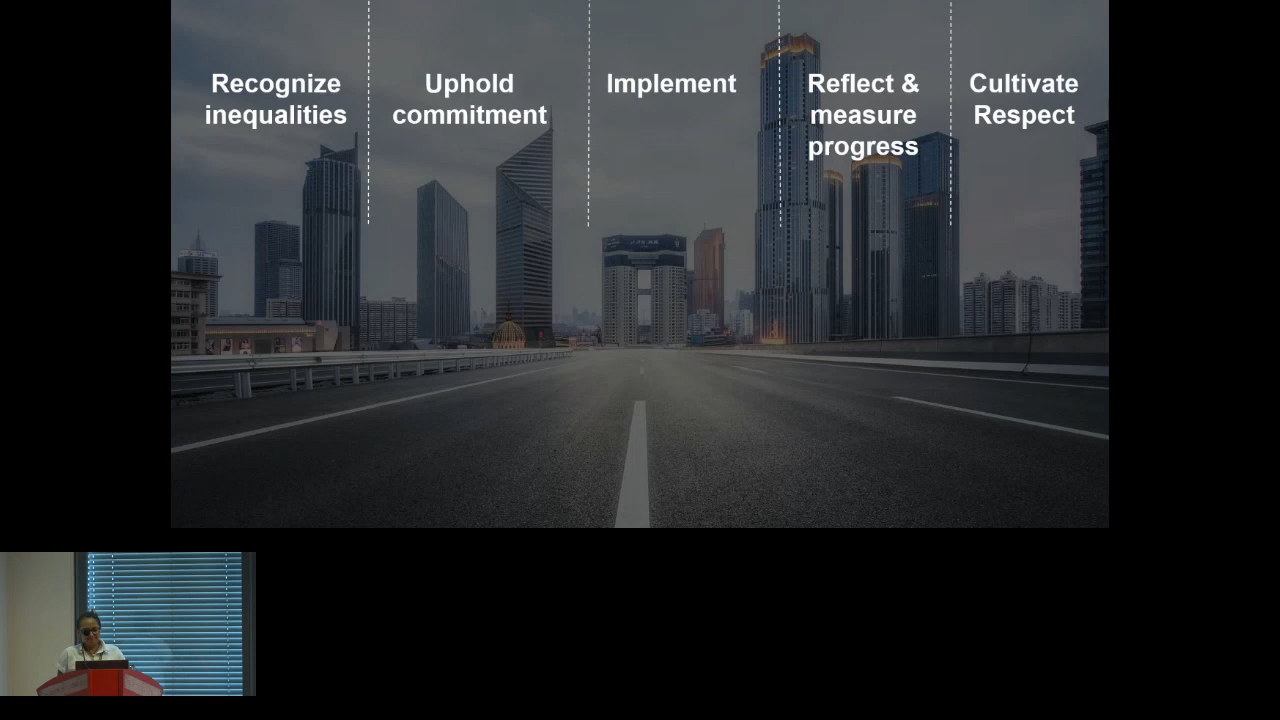 Recognize
inequalities
Uphold
commitment
Implement
Reflect &
measure
progress
Cultivate
Respect